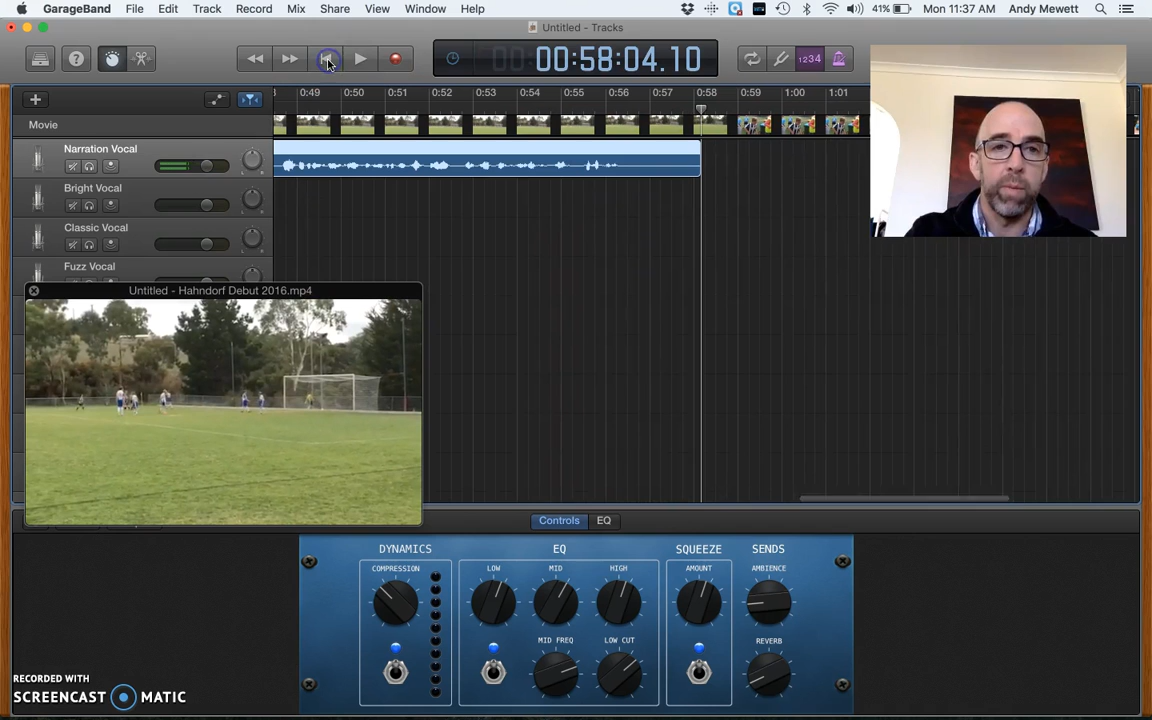 GarageBand File Edit Track Record Mix Share View Window Help 41% Mon 11:37 AM Andy Mewett
Untitled - Tracks
00:58:04.10
1234
0:49 0:50 0:51 0:52 0:53 0:54 0:55 0:56 0:57 0:58 0:59 1:00 1:01
Movie
Narration Vocal
Bright Vocal
Classic Vocal
Fuzz Vocal
Untitled - Hahndorf Debut 2016.mp4
Controls EQ
DYNAMICS EQ SQUEEZE SENDS
COMPRESSION LOW MID HIGH AMOUNT AMBIENCE
MID FREQ LOW CUT REVERB
RECORDED WITH
SCREENCAST MATIC